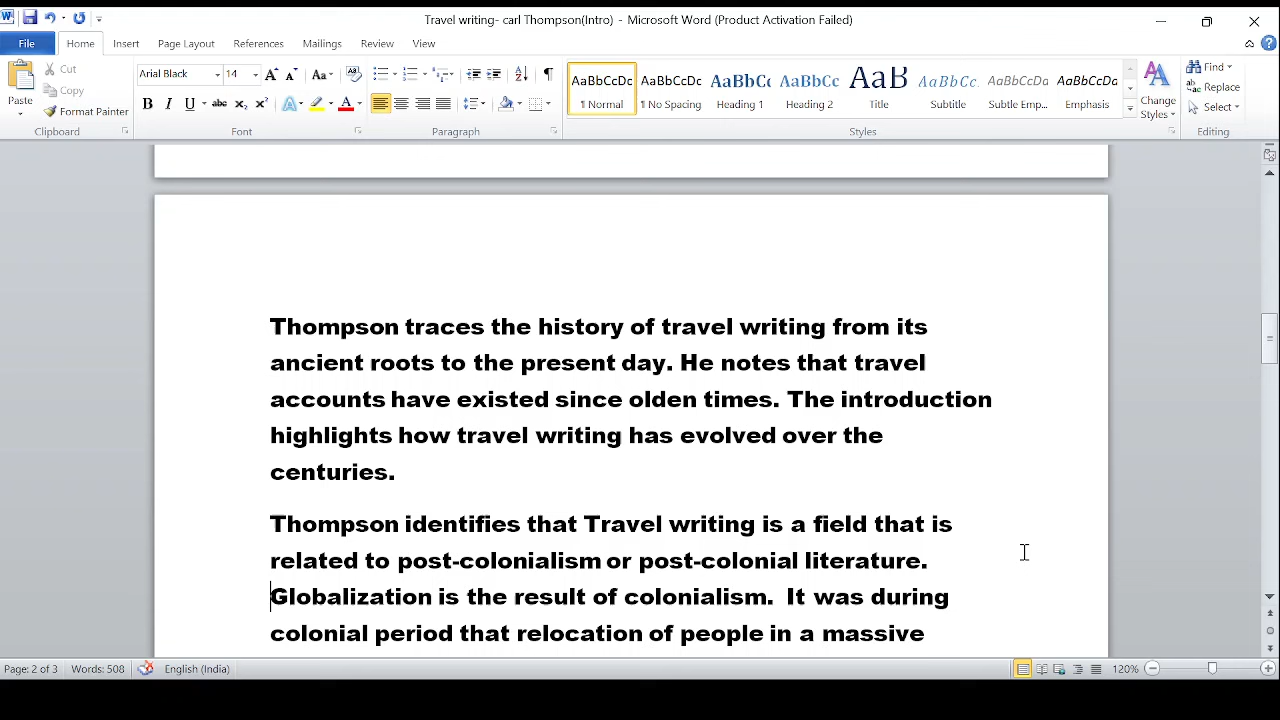 Travel writing- carl Thompson(Intro) - Microsoft Word (Product Activation Failed)
File Home Insert Page Layout References Mailings Review View
Paste Cut Copy Format Painter
Arial Black 14
AaBbCcDc AaBbCcDc AaBbCc AaBbCc AaB AaBbCc. AaBbCcDc AaBbCcDc
¶ Normal ¶ No Spacing Heading 1 Heading 2 Title Subtitle Subtle Emp... Emphasis
Change Styles
Find Replace Select
Clipboard Font Paragraph Styles Editing
Thompson traces the history of travel writing from its
ancient roots to the present day. He notes that travel
accounts have existed since olden times. The introduction
highlights how travel writing has evolved over the
centuries.
Thompson identifies that Travel writing is a field that is
related to post-colonialism or post-colonial literature.
Globalization is the result of colonialism.  It was during
colonial period that relocation of people in a massive
Page: 2 of 3 Words: 508 English (India) 120%